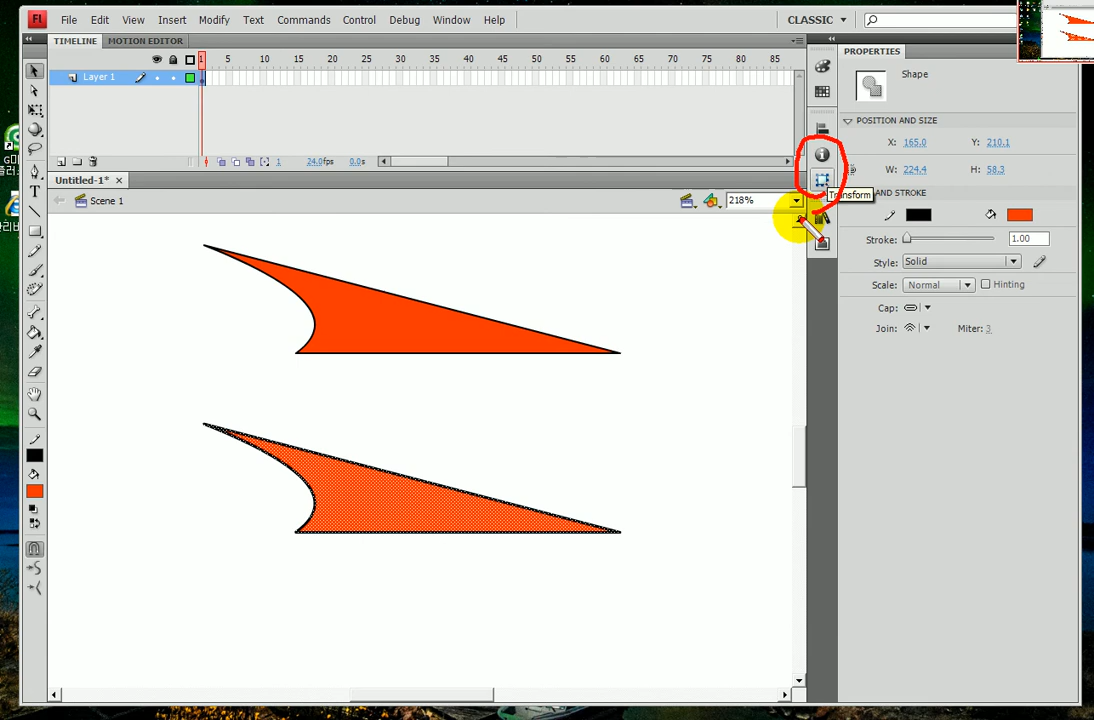 Fl File Edit View Insert Modify Text Commands Control Debug Window Help CLASSIC
TIMELINE MOTION EDITOR
1 5 10 15 20 25 30 35 40 45 50 55 60 65 70 75 80 85
Layer 1
1 24.0fps 0.0s
Untitled-1*
Scene 1 218%
T
Transform
PROPERTIES
Shape
POSITION AND SIZE
X: 165.0 Y: 210.1
W: 224.4 H: 58.3
AND STROKE
Stroke: 1.00
Style: Solid
Scale: Normal Hinting
Cap:
Join: Miter: 3